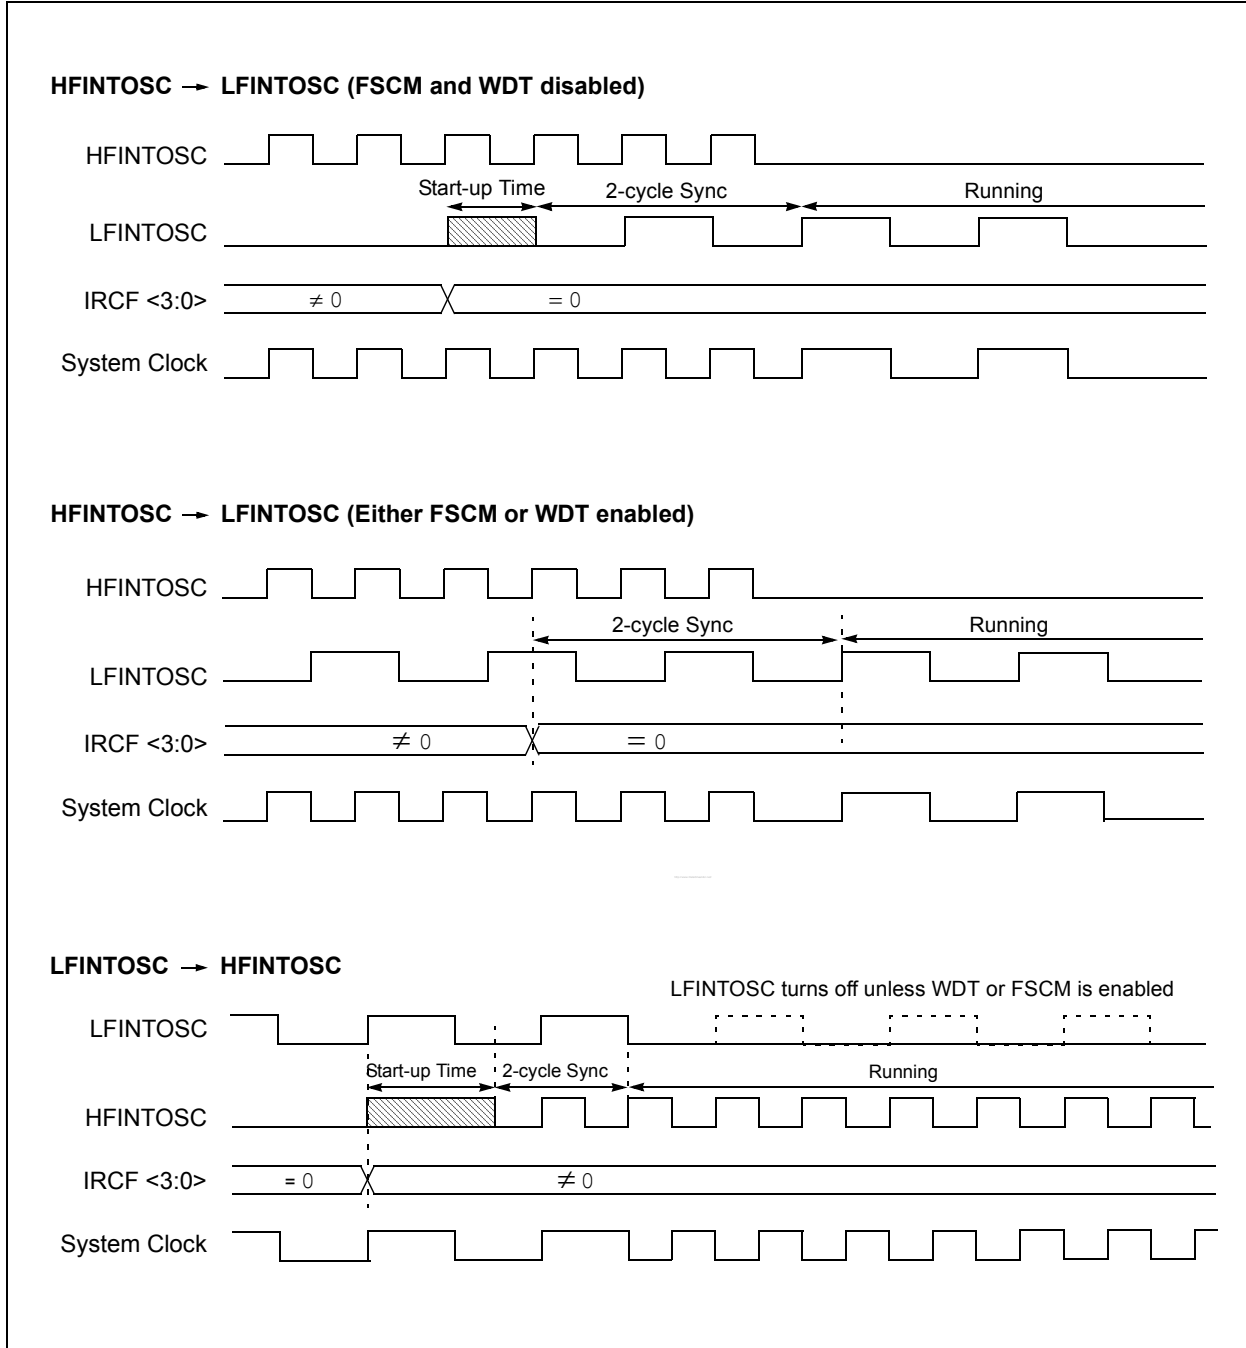 HFINTOSC → LFINTOSC (FSCM and WDT disabled)
HFINTOSC
Start-up Time 2-cycle Sync Running
LFINTOSC
IRCF <3:0> ≠ 0 = 0
System Clock
HFINTOSC → LFINTOSC (Either FSCM or WDT enabled)
HFINTOSC
2-cycle Sync Running
LFINTOSC
IRCF <3:0> ≠ 0 = 0
System Clock
LFINTOSC → HFINTOSC
LFINTOSC turns off unless WDT or FSCM is enabled
LFINTOSC
Start-up Time 2-cycle Sync Running
HFINTOSC
IRCF <3:0> = 0 ≠ 0
System Clock